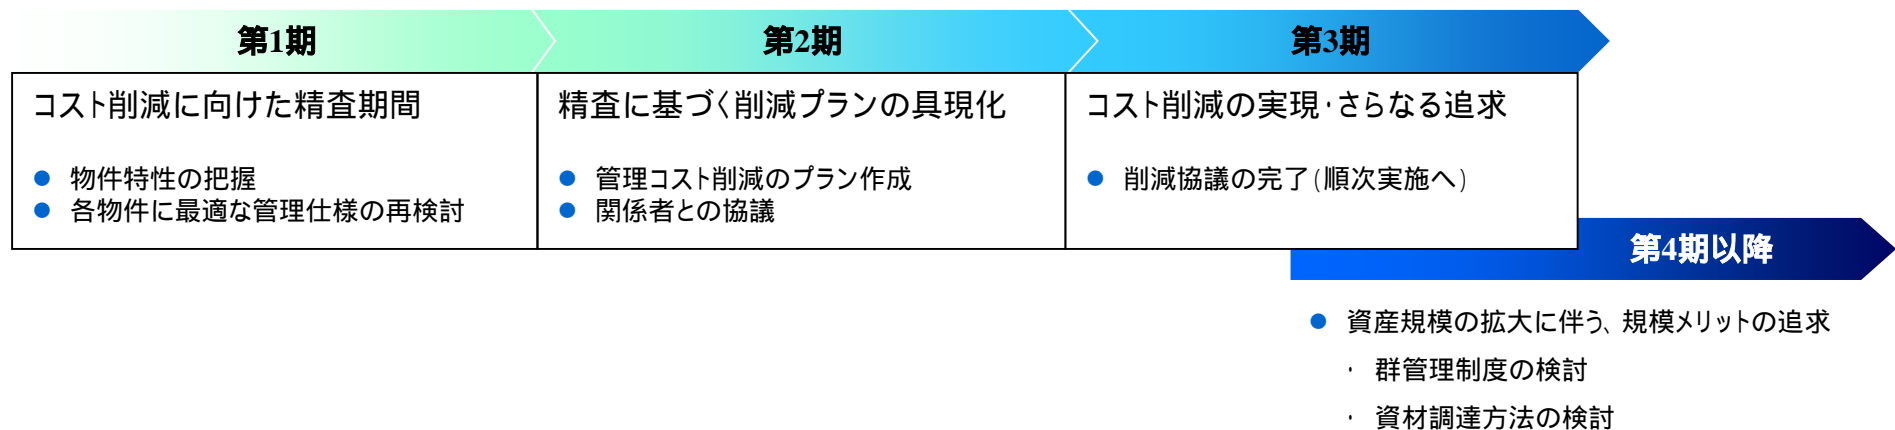 第1期
第2期
第3期
コスト削減に向けた精査期間
● 物件特性の把握
● 各物件に最適な管理仕様の再検討
精査に基づく削減プランの具現化
● 管理コスト削減のプラン作成
● 関係者との協議
コスト削減の実現・さらなる追求
● 削減協議の完了(順次実施へ)
第4期以降
● 資産規模の拡大に伴う、規模メリットの追求
・ 群管理制度の検討
・ 資材調達方法の検討